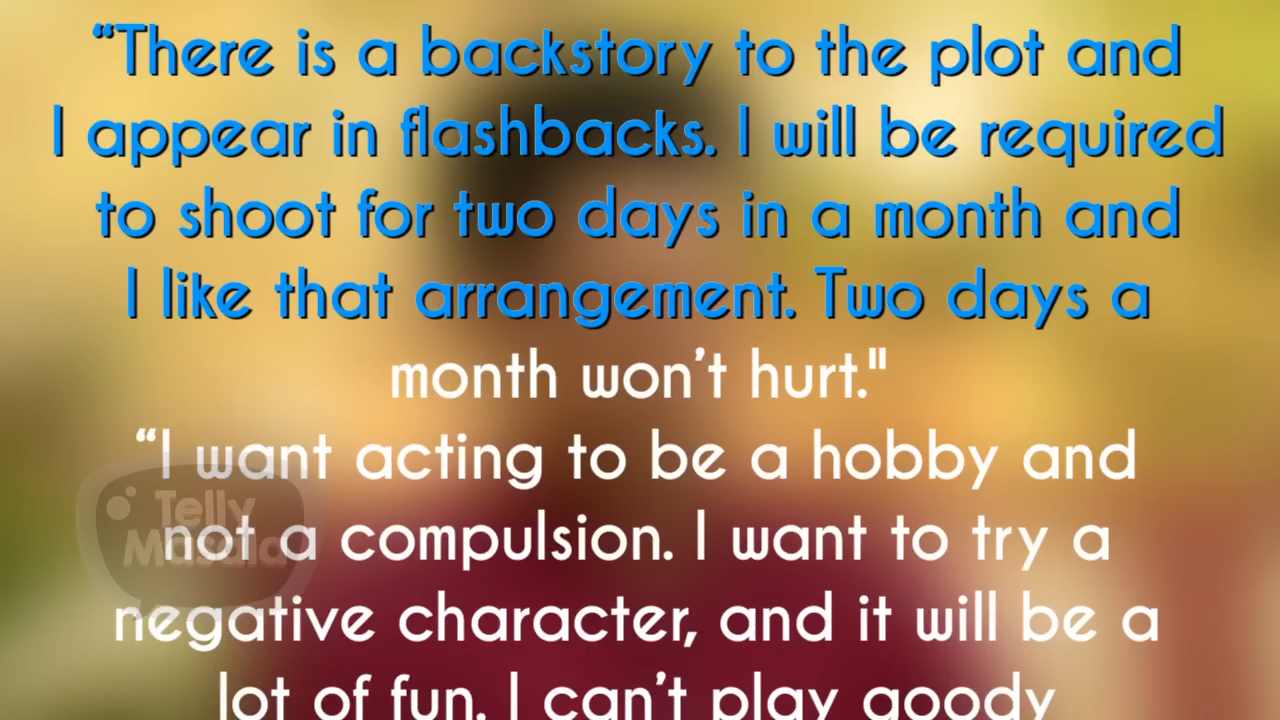 “There is a backstory to the plot and
I appear in flashbacks. I will be required
to shoot for two days in a month and
I like that arrangement. Two days a
month won’t hurt."
“I want acting to be a hobby and
not a compulsion. I want to try a
negative character, and it will be a
lot of fun. I can’t play goody
Telly
Masala